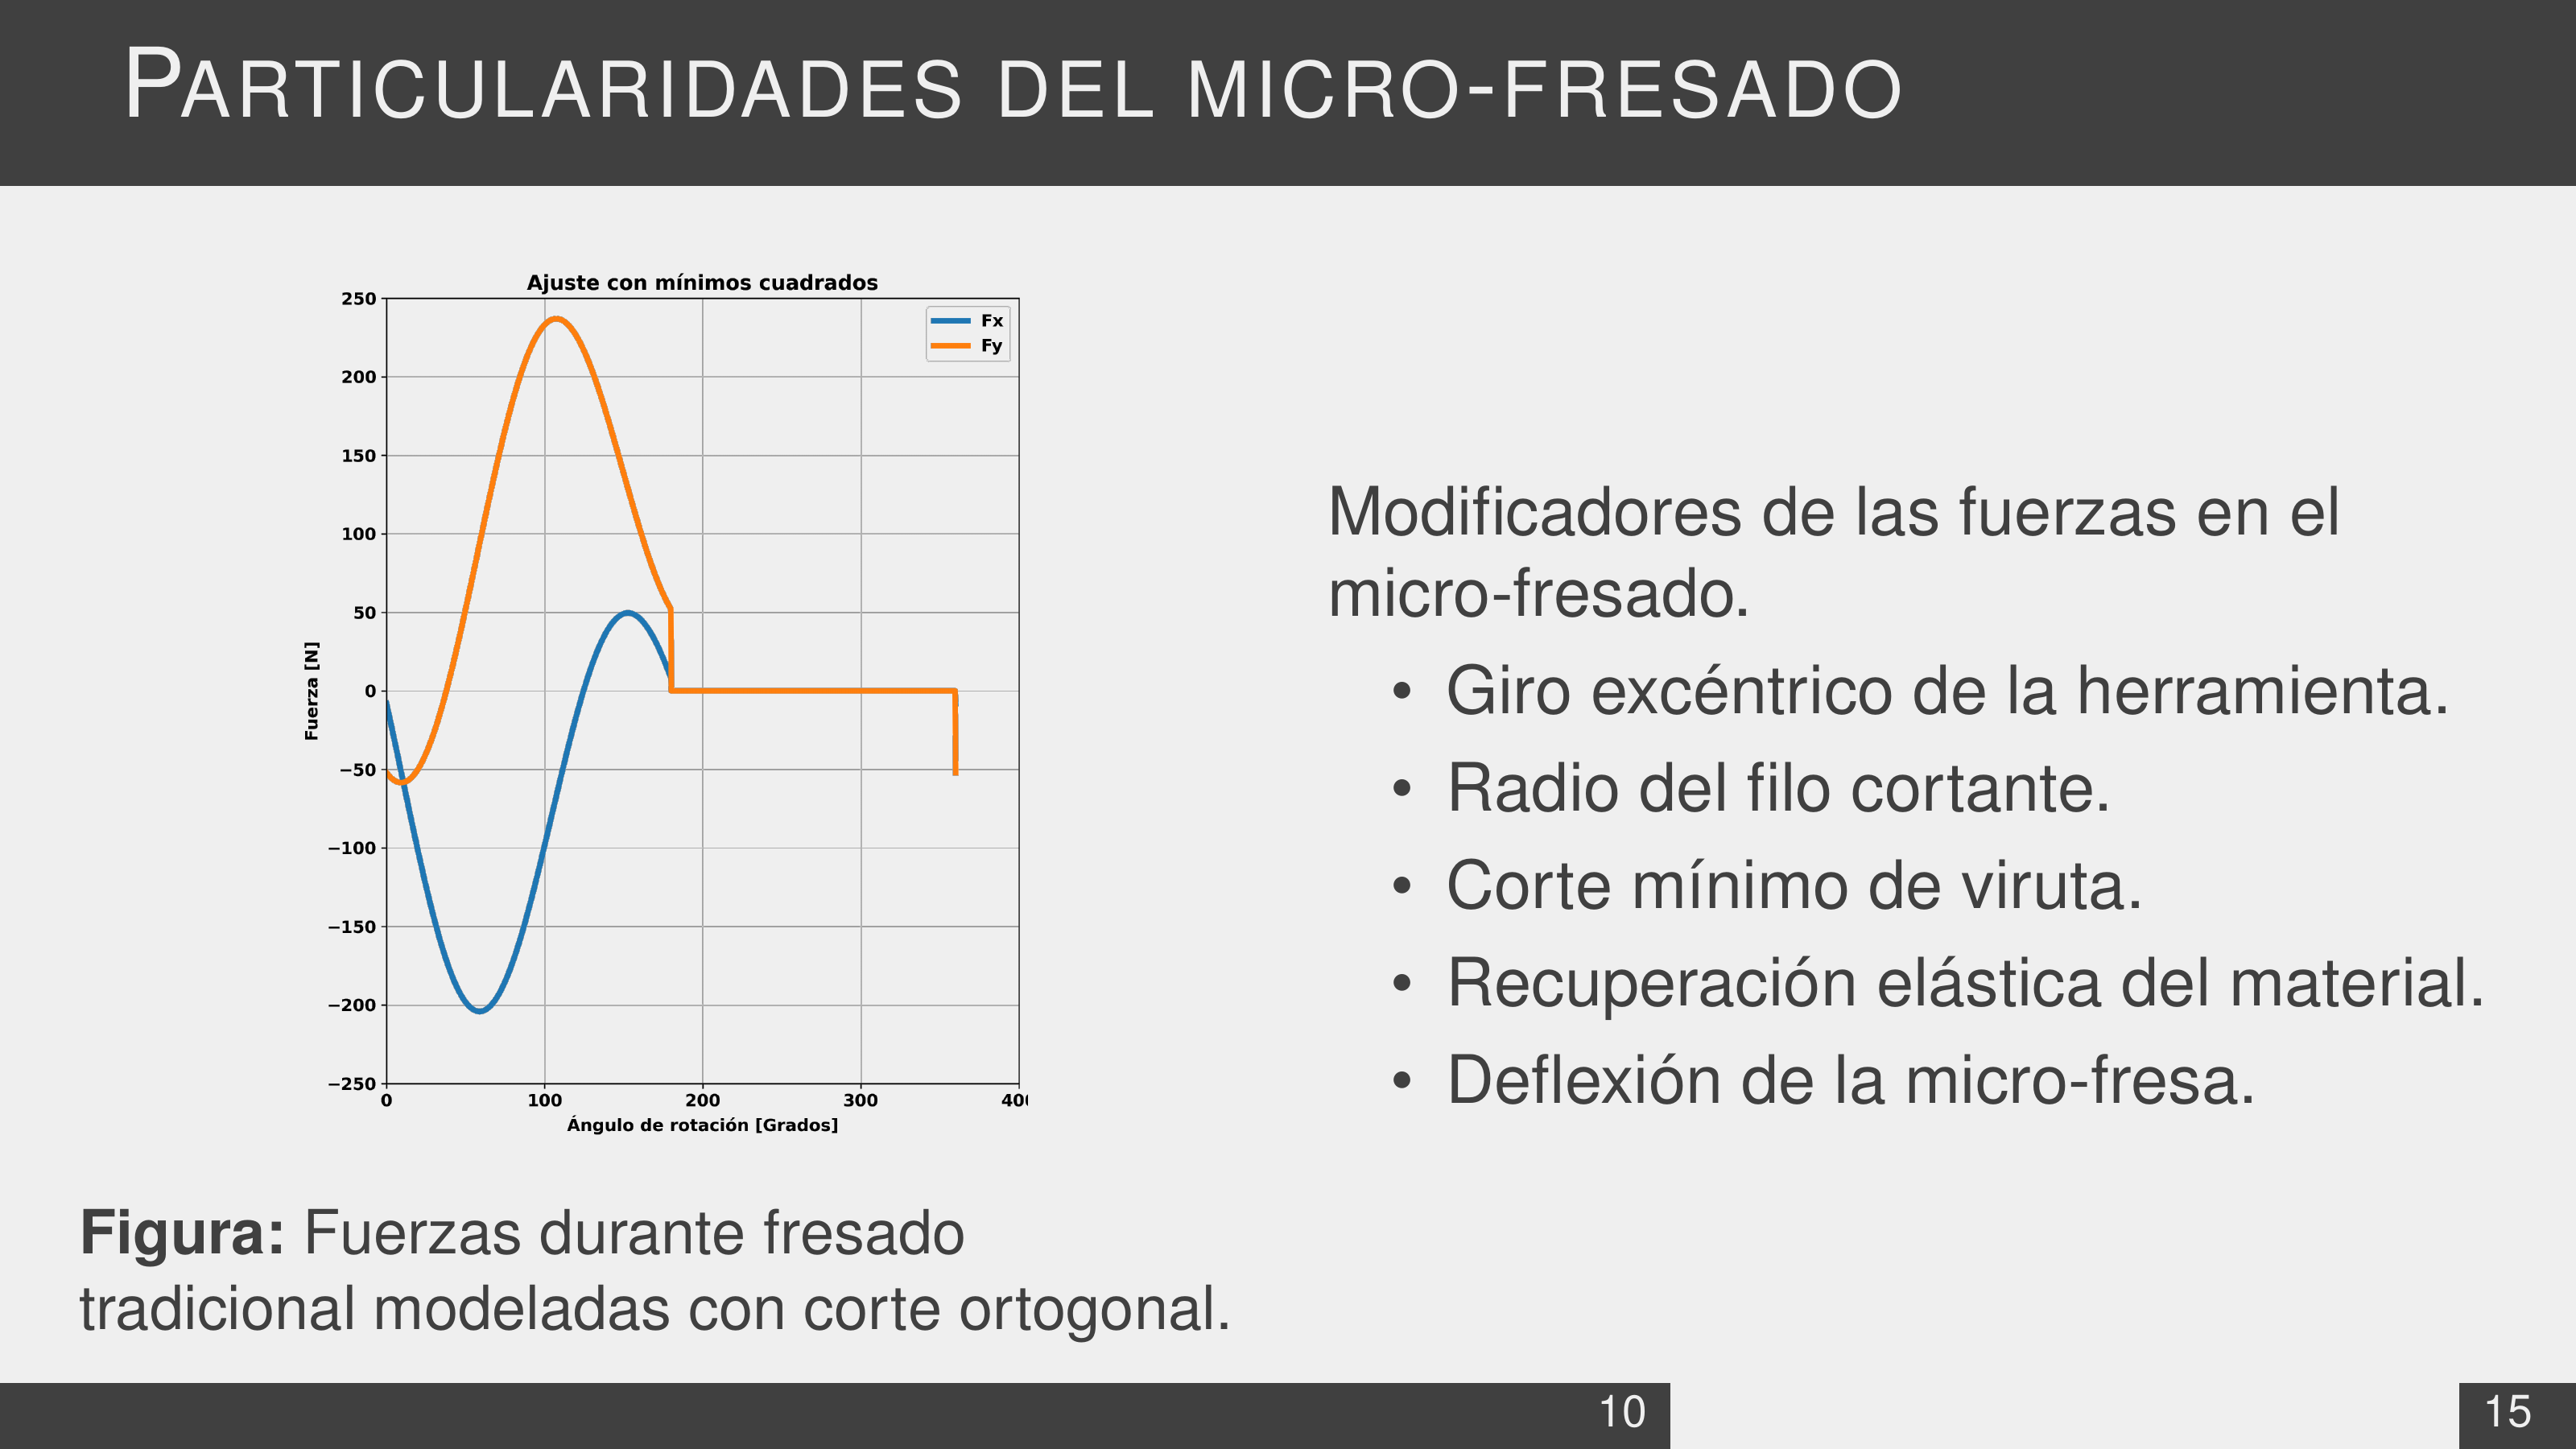 PARTICULARIDADES DEL MICRO-FRESADO
Ajuste con mínimos cuadrados
Fx
Fy
250
200
150
100
50
0
−50
−100
−150
−200
−250
Fuerza [N]
0 100 200 300 400
Ángulo de rotación [Grados]
Figura: Fuerzas durante fresado
tradicional modeladas con corte ortogonal.
Modificadores de las fuerzas en el
micro-fresado.
• Giro excéntrico de la herramienta.
• Radio del filo cortante.
• Corte mínimo de viruta.
• Recuperación elástica del material.
• Deflexión de la micro-fresa.
10
15